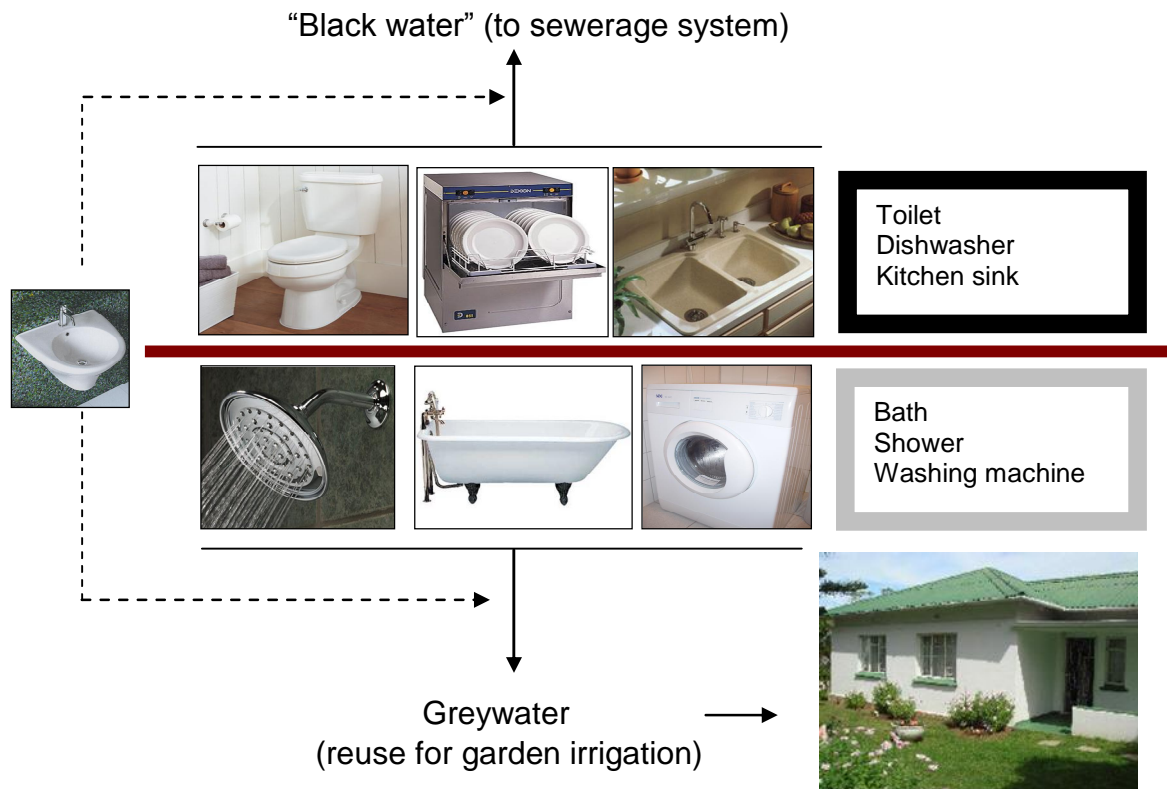 “Black water” (to sewerage system)
Toilet
Dishwasher
Kitchen sink
Bath
Shower
Washing machine
Greywater
(reuse for garden irrigation)